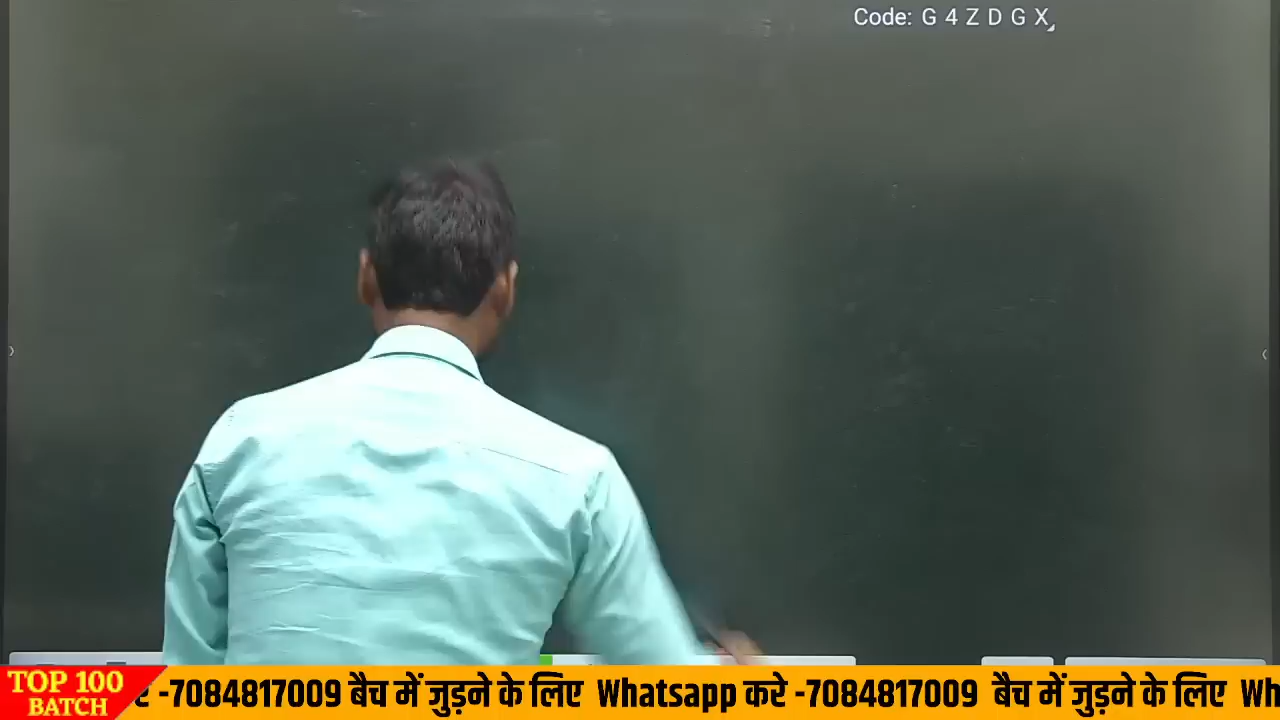 Code: G 4 Z D G X
TOP 100
BATCH
-7084817009 बैच में जुड़ने के लिए Whatsapp करे -7084817009 बैच में जुड़ने के लिए